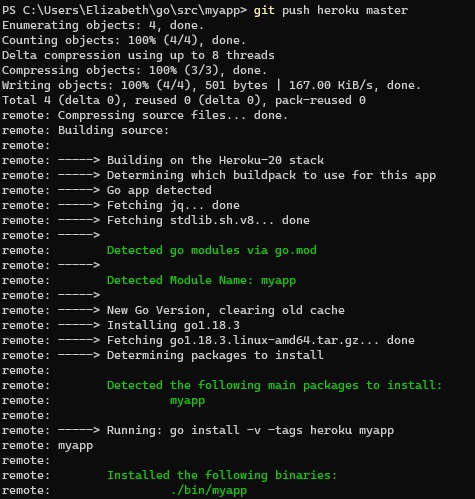 PS C:\Users\Elizabeth\go\src\myapp> git push heroku master
Enumerating objects: 4, done.
Counting objects: 100% (4/4), done.
Delta compression using up to 8 threads
Compressing objects: 100% (3/3), done.
Writing objects: 100% (4/4), 501 bytes | 167.00 KiB/s, done.
Total 4 (delta 0), reused 0 (delta 0), pack-reused 0
remote: Compressing source files... done.
remote: Building source:
remote:
remote: -----> Building on the Heroku-20 stack
remote: -----> Determining which buildpack to use for this app
remote: -----> Go app detected
remote: -----> Fetching jq... done
remote: -----> Fetching stdlib.sh.v8... done
remote: ----->
remote:        Detected go modules via go.mod
remote: ----->
remote:        Detected Module Name: myapp
remote: ----->
remote: -----> New Go Version, clearing old cache
remote: -----> Installing go1.18.3
remote: -----> Fetching go1.18.3.linux-amd64.tar.gz... done
remote: -----> Determining packages to install
remote:
remote:        Detected the following main packages to install:
remote:                myapp
remote:
remote: -----> Running: go install -v -tags heroku myapp
remote: myapp
remote:
remote:        Installed the following binaries:
remote:                ./bin/myapp